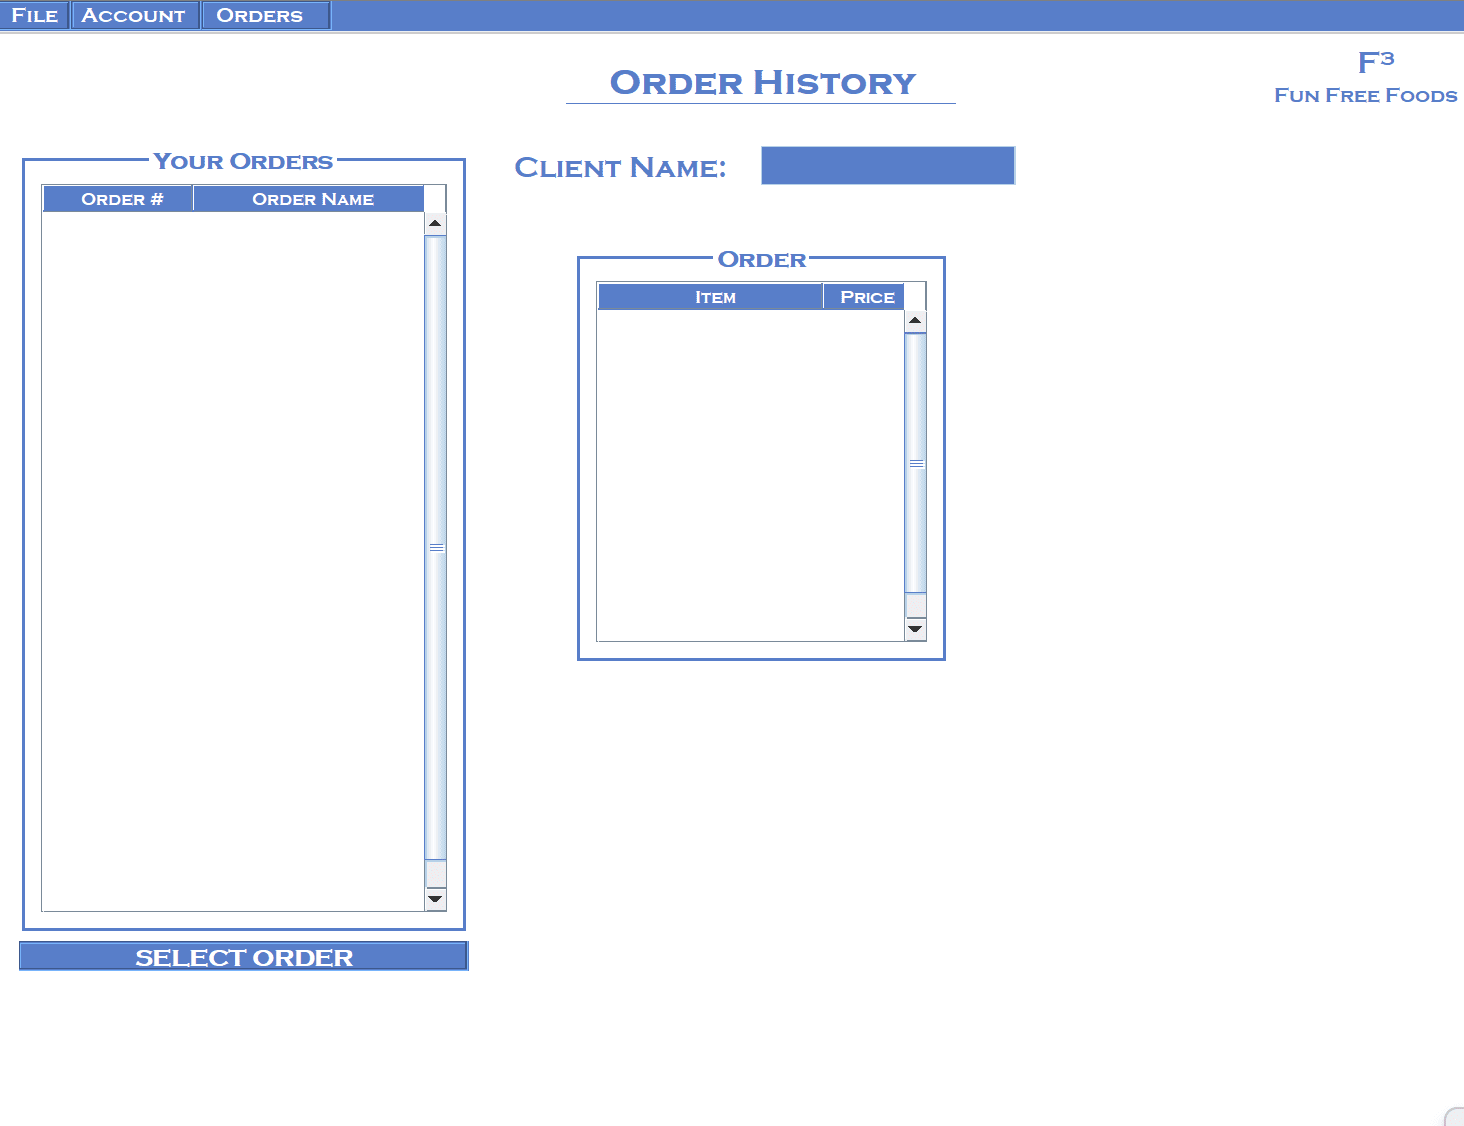 File Account Orders
Order History
F³
Fun Free Foods
Your Orders
Order # Order Name
SELECT ORDER
Client Name:
Order
Item Price